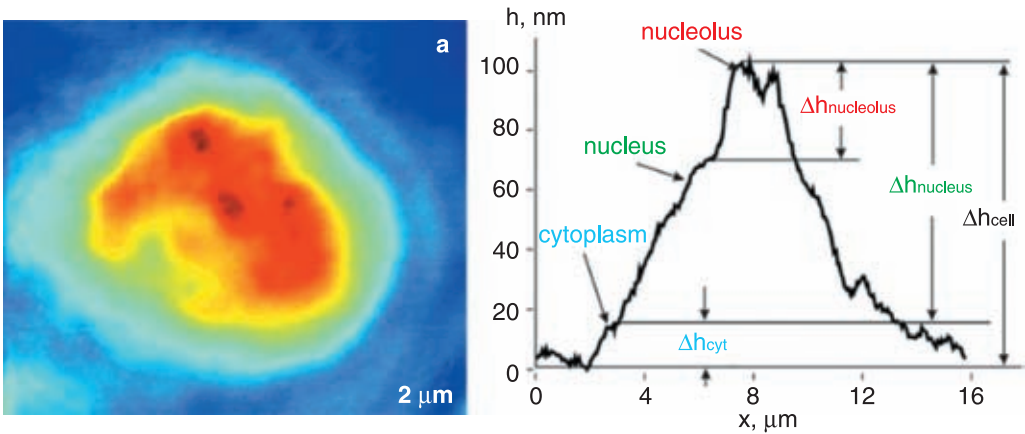 a
2 μm
h, nm
nucleolus
100
Δhnucleolus
80
nucleus
60
Δhnucleus
Δhcell
cytoplasm
40
20
Δhcyt
0
0 4 8 12 16
x, μm